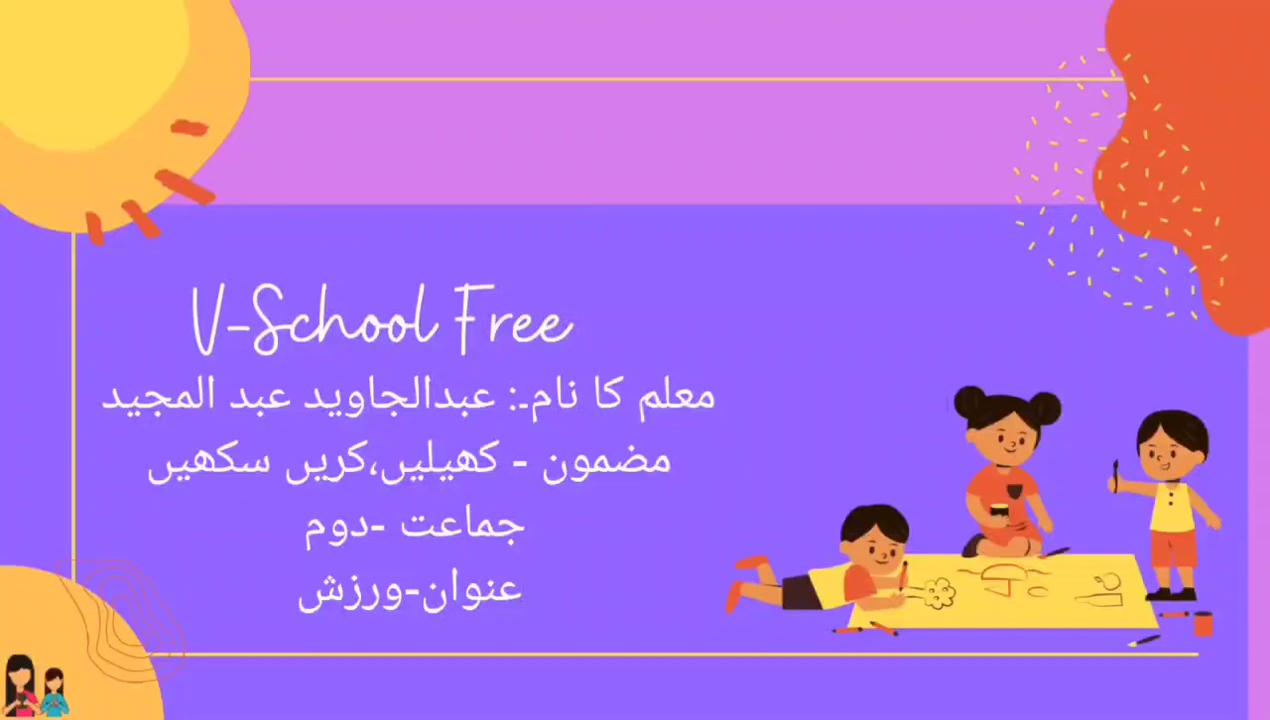 V-School Free
معلم کا نام۔: عبدالجاوید عبد المجید
مضمون - کھیلیں،کریں سکھیں
جماعت -دوم
عنوان-ورزش